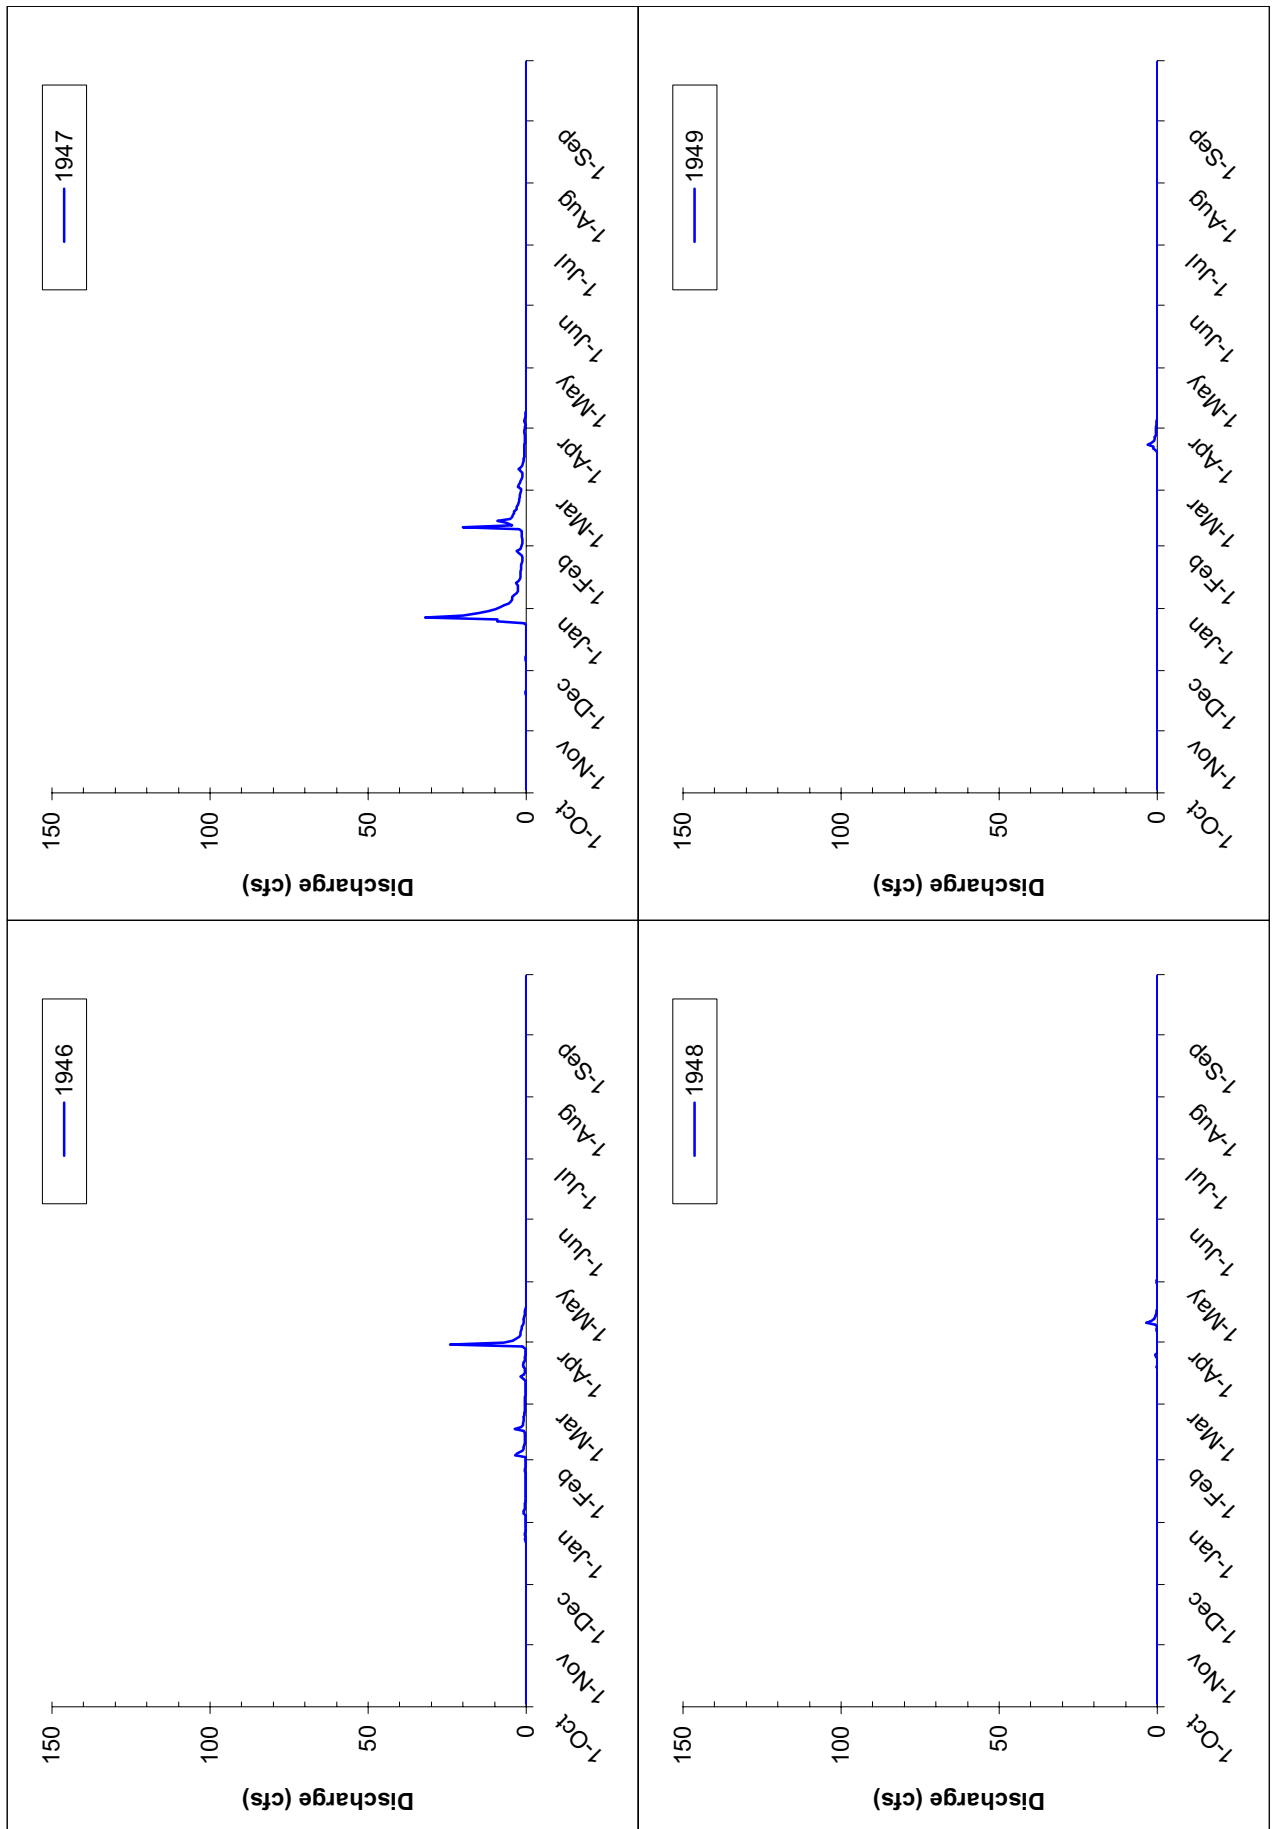 1946
150
100
50
0
Discharge (cfs)
1-Oct
1-Nov
1-Dec
1-Jan
1-Feb
1-Mar
1-Apr
1-May
1-Jun
1-Jul
1-Aug
1-Sep
1947
150
100
50
0
Discharge (cfs)
1-Oct
1-Nov
1-Dec
1-Jan
1-Feb
1-Mar
1-Apr
1-May
1-Jun
1-Jul
1-Aug
1-Sep
1948
150
100
50
0
Discharge (cfs)
1-Oct
1-Nov
1-Dec
1-Jan
1-Feb
1-Mar
1-Apr
1-May
1-Jun
1-Jul
1-Aug
1-Sep
1949
150
100
50
0
Discharge (cfs)
1-Oct
1-Nov
1-Dec
1-Jan
1-Feb
1-Mar
1-Apr
1-May
1-Jun
1-Jul
1-Aug
1-Sep